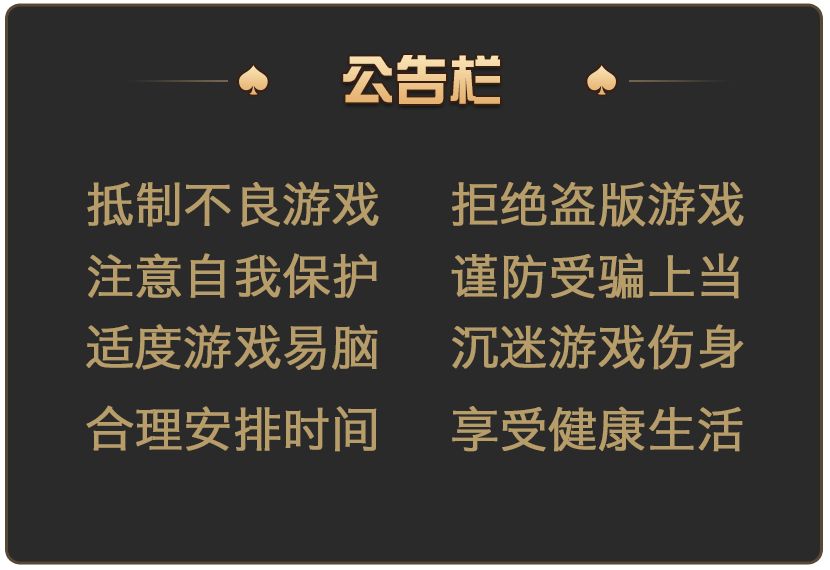 公告栏
抵制不良游戏 拒绝盗版游戏
注意自我保护 谨防受骗上当
适度游戏易脑 沉迷游戏伤身
合理安排时间 享受健康生活